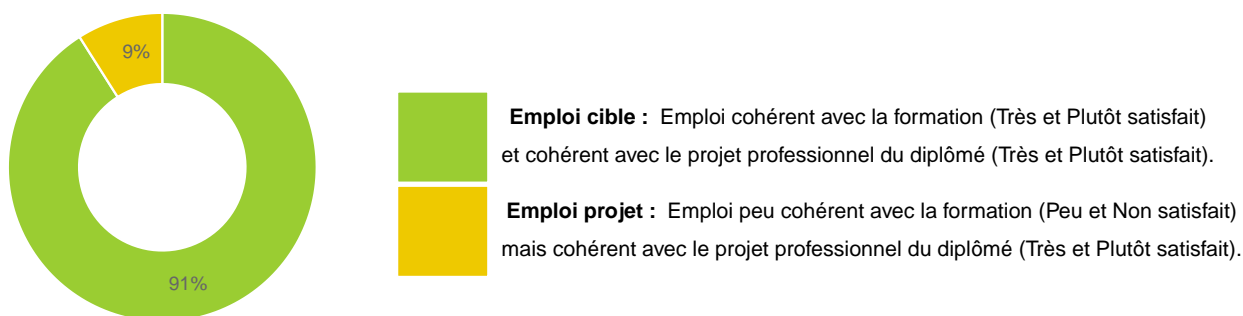 9%
Emploi cible : Emploi cohérent avec la formation (Très et Plutôt satisfait)
et cohérent avec le projet professionnel du diplômé (Très et Plutôt satisfait).
Emploi projet : Emploi peu cohérent avec la formation (Peu et Non satisfait)
mais cohérent avec le projet professionnel du diplômé (Très et Plutôt satisfait).
91%